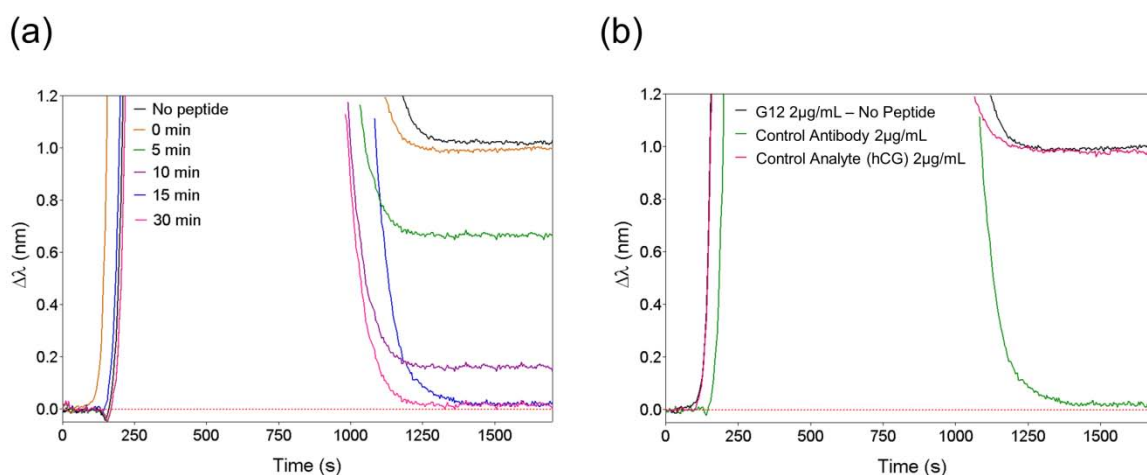 (a)
1.2
1.0
0.8
0.6
0.4
0.2
0.0
Δλ (nm)
No peptide
0 min
5 min
10 min
15 min
30 min
0
250
500
750
1000
1250
1500
Time (s)
(b)
1.2
1.0
0.8
0.6
0.4
0.2
0.0
Δλ (nm)
G12 2µg/mL – No Peptide
Control Antibody 2µg/mL
Control Analyte (hCG) 2µg/mL
0
250
500
750
1000
1250
1500
Time (s)